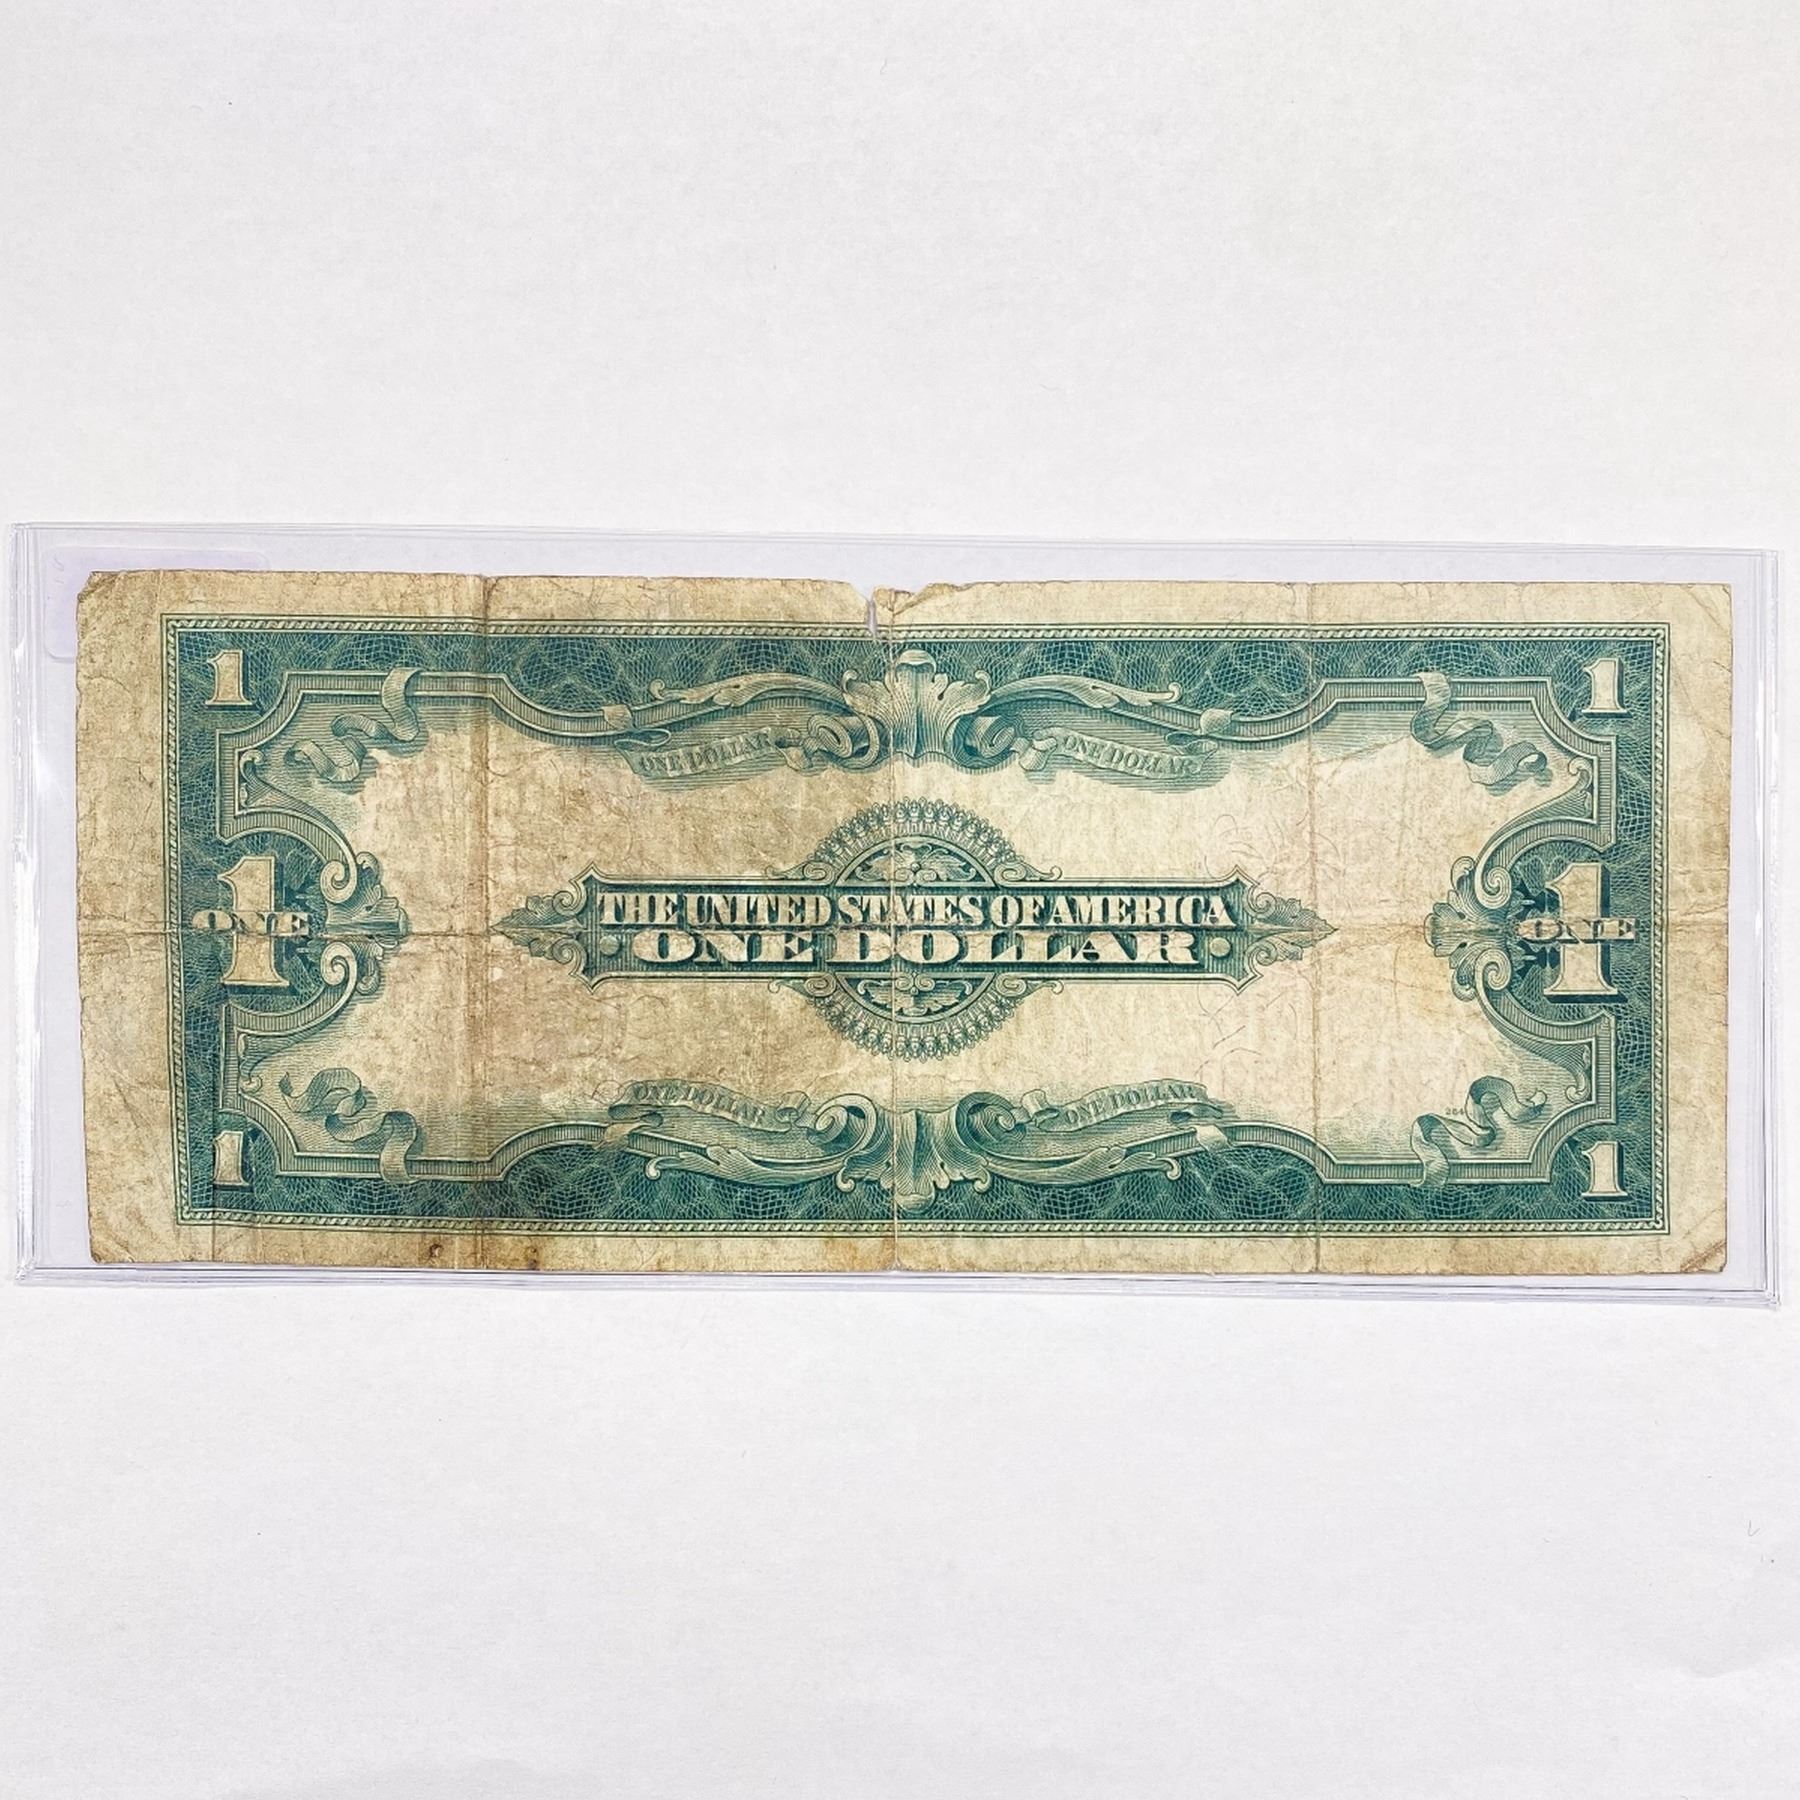 1 1
ONE DOLLAR ONE DOLLAR
1 1
THE UNITED STATES OF AMERICA
ONE ONE
ONE DOLLAR
ONE DOLLAR ONE DOLLAR
1 1